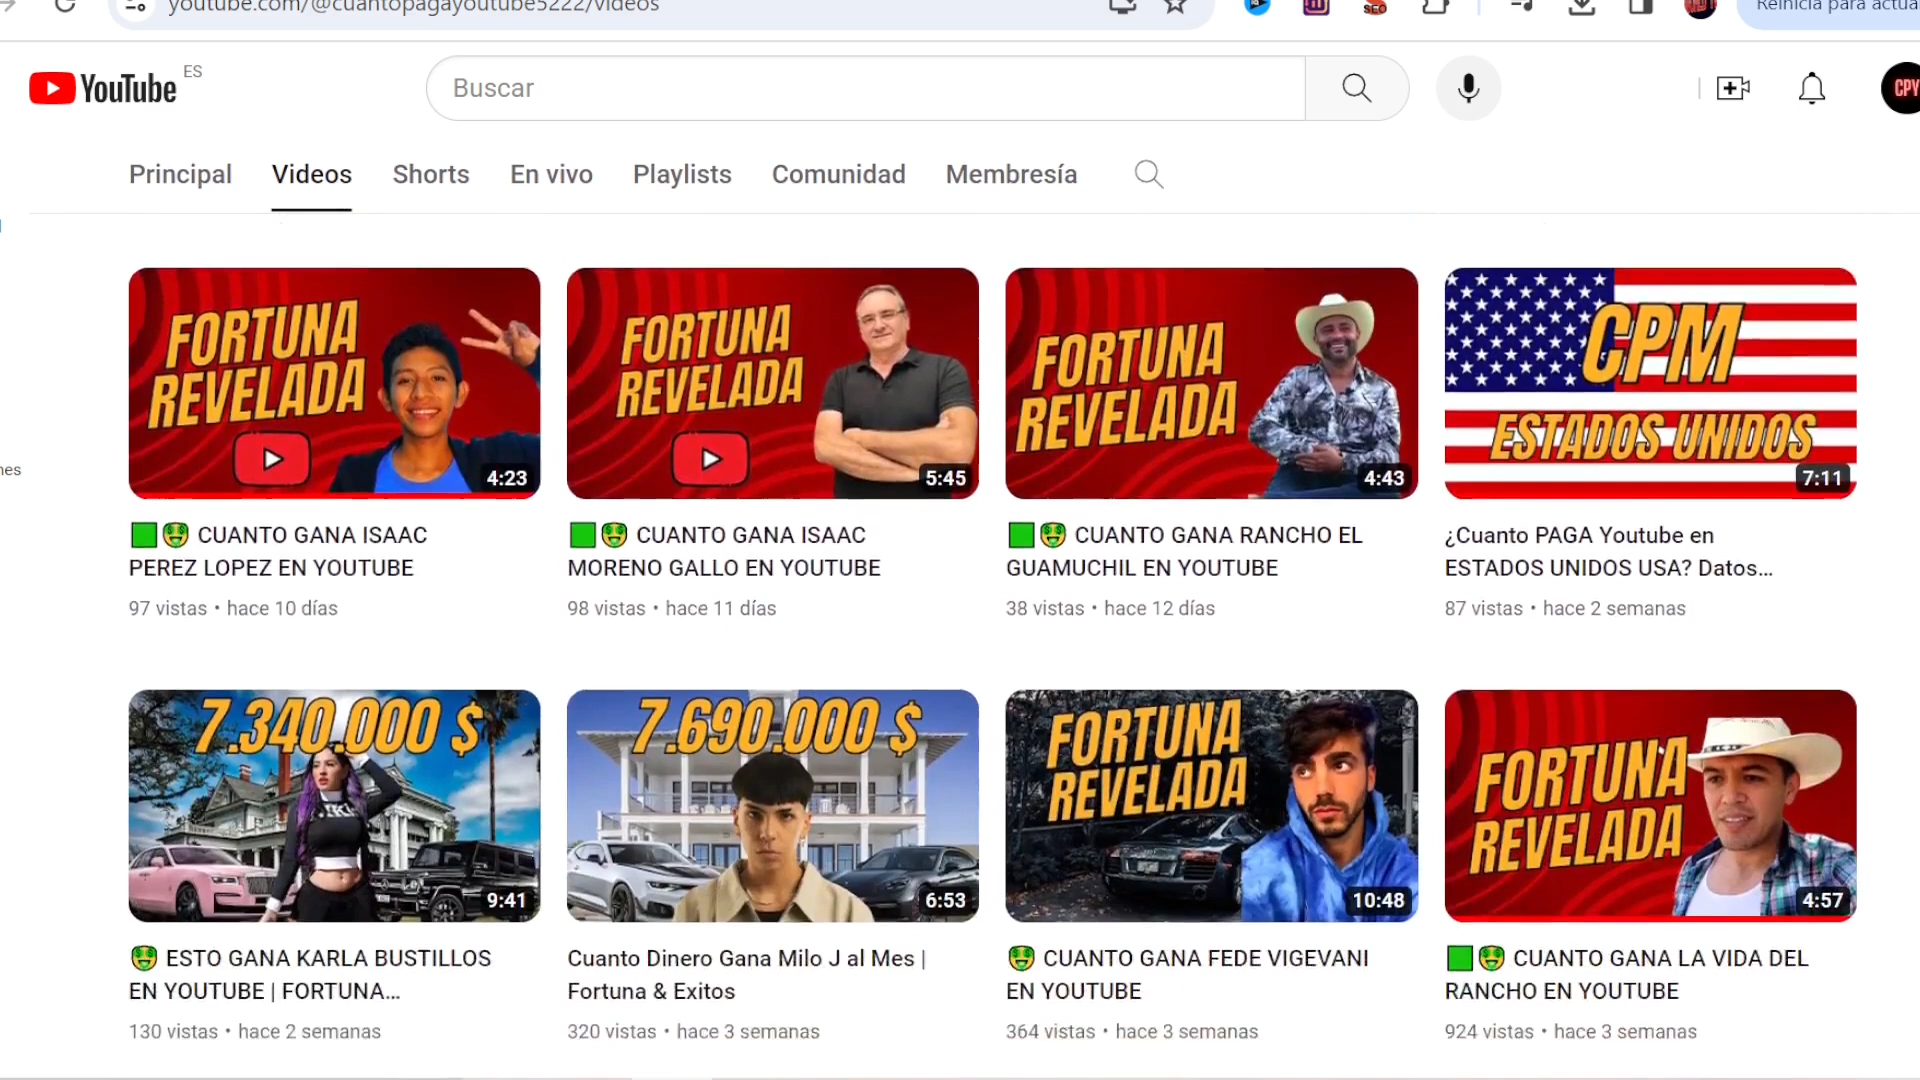 youtube.com/@cuantopagayoutube5222/videos
SEO
Reinicia para actua
YouTube ES
Buscar
CPY
Principal Videos Shorts En vivo Playlists Comunidad Membresía
nes
FORTUNA
REVELADA
4:23
FORTUNA
REVELADA
5:45
FORTUNA
REVELADA
4:43
CPM
ESTADOS UNIDOS
7:11
CUANTO GANA ISAAC
PEREZ LOPEZ EN YOUTUBE
97 vistas • hace 10 días
CUANTO GANA ISAAC
MORENO GALLO EN YOUTUBE
98 vistas • hace 11 días
CUANTO GANA RANCHO EL
GUAMUCHIL EN YOUTUBE
38 vistas • hace 12 días
¿Cuanto PAGA Youtube en
ESTADOS UNIDOS USA? Datos...
87 vistas • hace 2 semanas
7.340.000 $
9:41
7.690.000 $
6:53
FORTUNA
REVELADA
10:48
FORTUNA
REVELADA
4:57
ESTO GANA KARLA BUSTILLOS
EN YOUTUBE | FORTUNA...
130 vistas • hace 2 semanas
Cuanto Dinero Gana Milo J al Mes |
Fortuna & Exitos
320 vistas • hace 3 semanas
CUANTO GANA FEDE VIGEVANI
EN YOUTUBE
364 vistas • hace 3 semanas
CUANTO GANA LA VIDA DEL
RANCHO EN YOUTUBE
924 vistas • hace 3 semanas